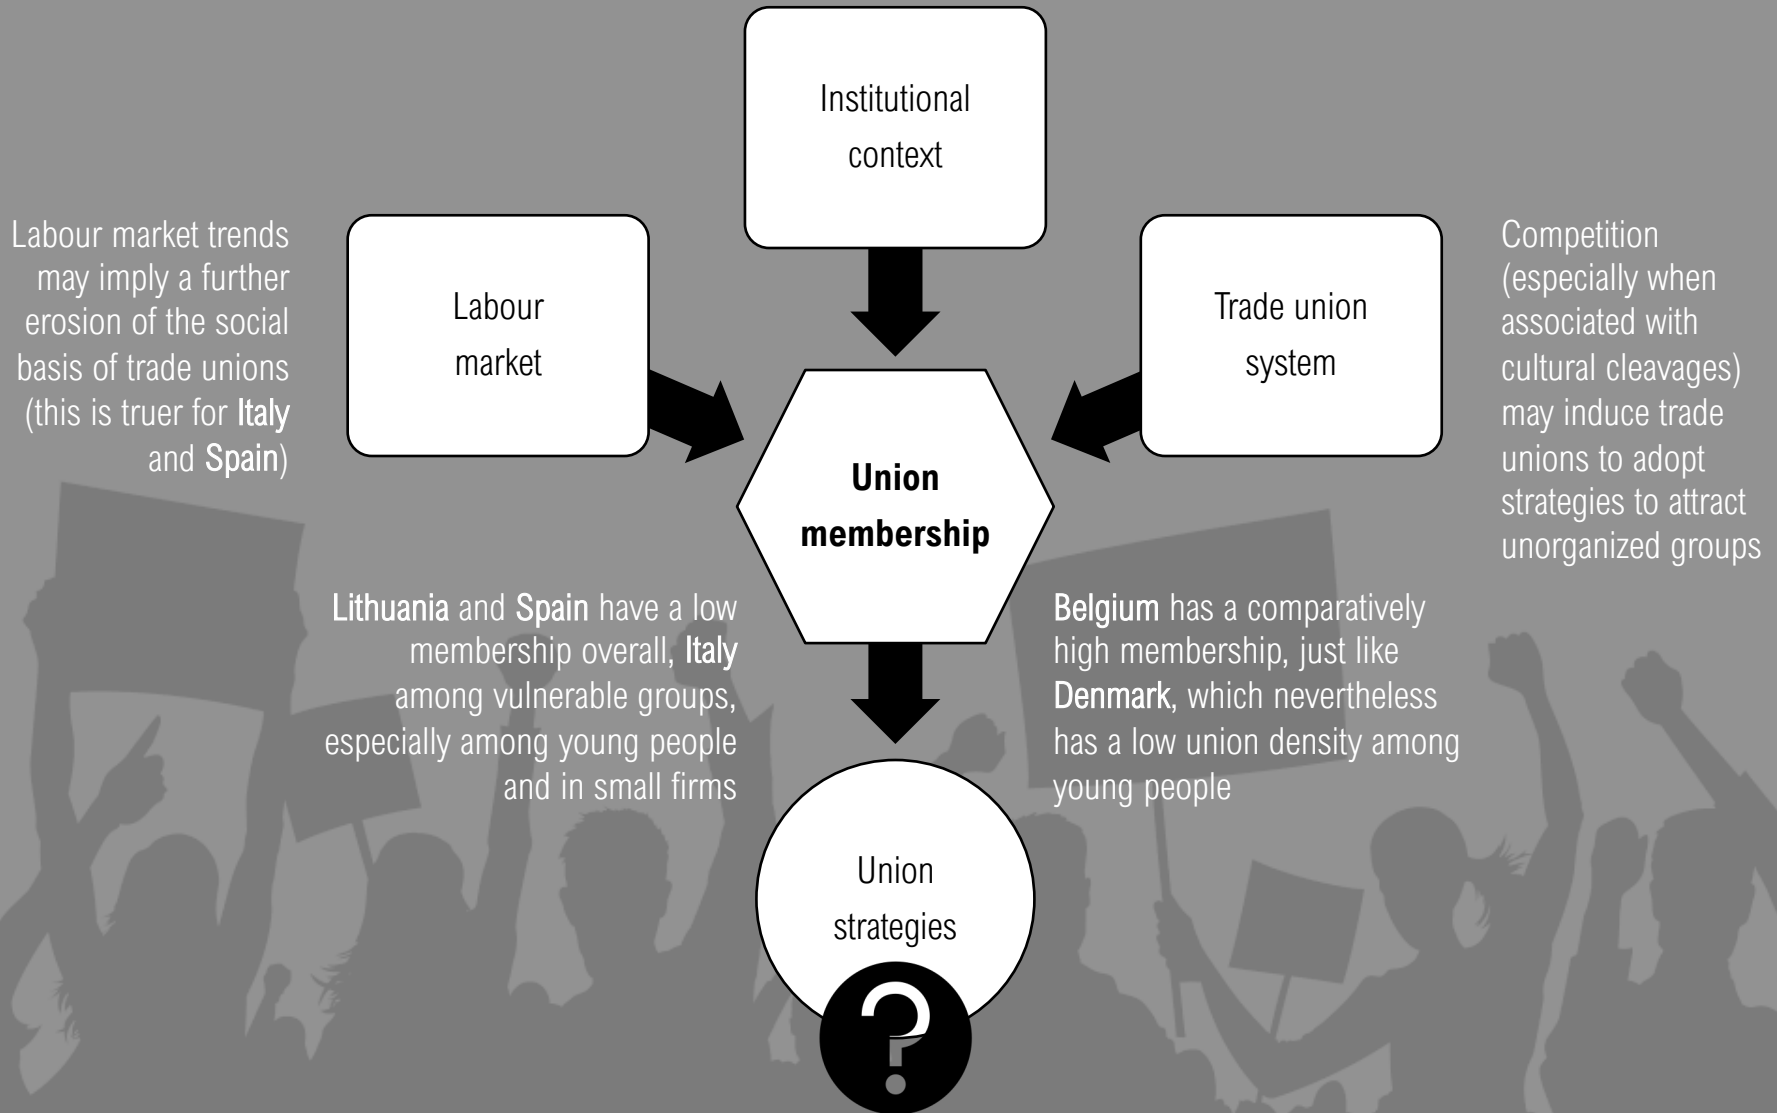 Institutional
context
Labour market trends
may imply a further
erosion of the social
basis of trade unions
(this is truer for Italy
and Spain)
Labour
market
Trade union
system
Competition
(especially when
associated with
cultural cleavages)
may induce trade
unions to adopt
strategies to attract
unorganized groups
Union
membership
Lithuania and Spain have a low
membership overall, Italy
among vulnerable groups,
especially among young people
and in small firms
Belgium has a comparatively
high membership, just like
Denmark, which nevertheless
has a low union density among
young people
Union
strategies
?